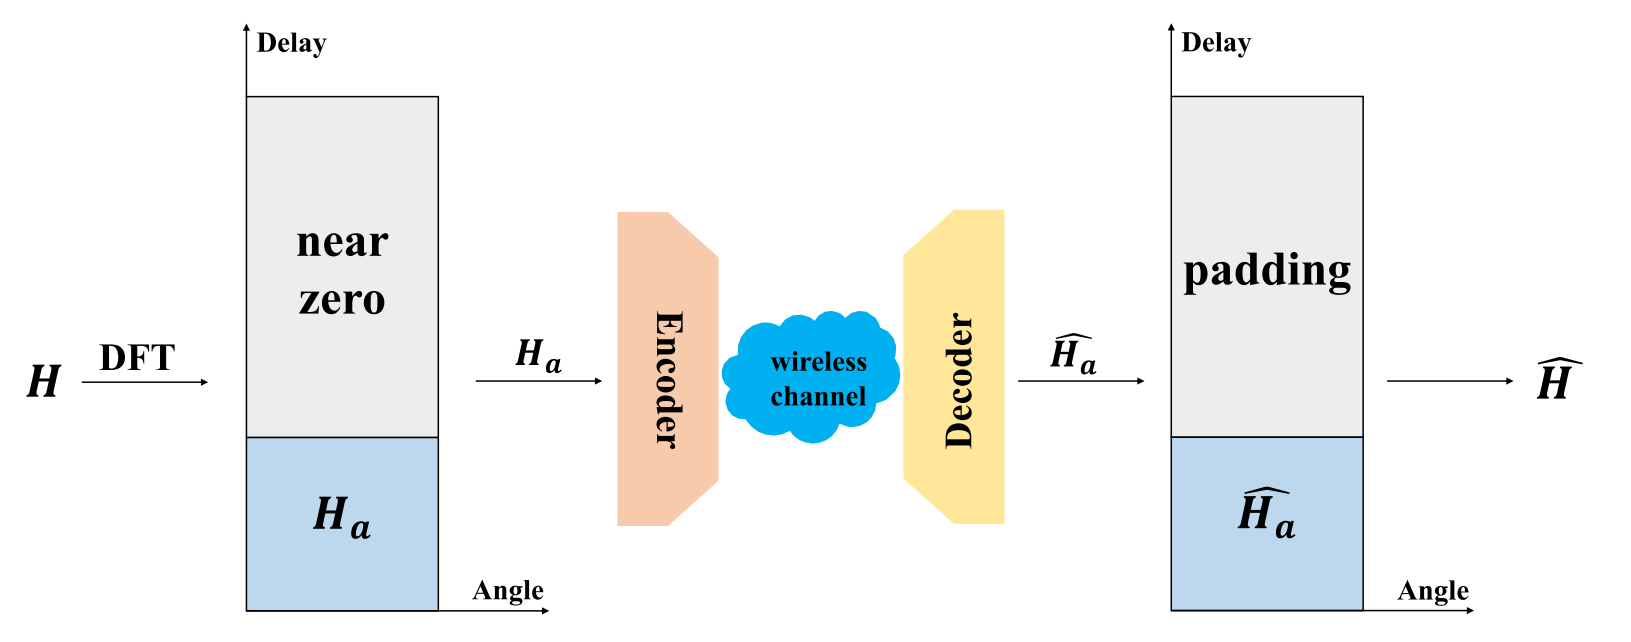 H
DFT
Delay
near
zero
H_a
Angle
H_a
Encoder
wireless
channel
Decoder
\widehat{H_a}
Delay
padding
\widehat{H_a}
Angle
\widehat{H}